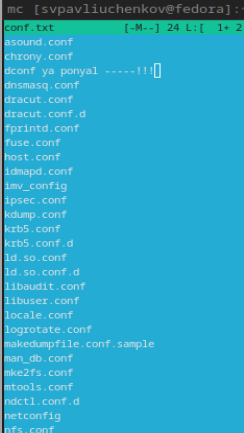 mc [svpavliuchenkov@fedora]:
conf.txt [-M--] 24 L:[ 1+ 2
asound.conf
chrony.conf
dconf ya ponyal -----!!!
dnsmasq.conf
dracut.conf
dracut.conf.d
fprintd.conf
fuse.conf
host.conf
idmapd.conf
imv_config
ipsec.conf
kdump.conf
krb5.conf
krb5.conf.d
ld.so.conf
ld.so.conf.d
libaudit.conf
libuser.conf
locale.conf
logrotate.conf
makedumpfile.conf.sample
man_db.conf
mke2fs.conf
mtools.conf
ndctl.conf.d
netconfig
nfs.conf